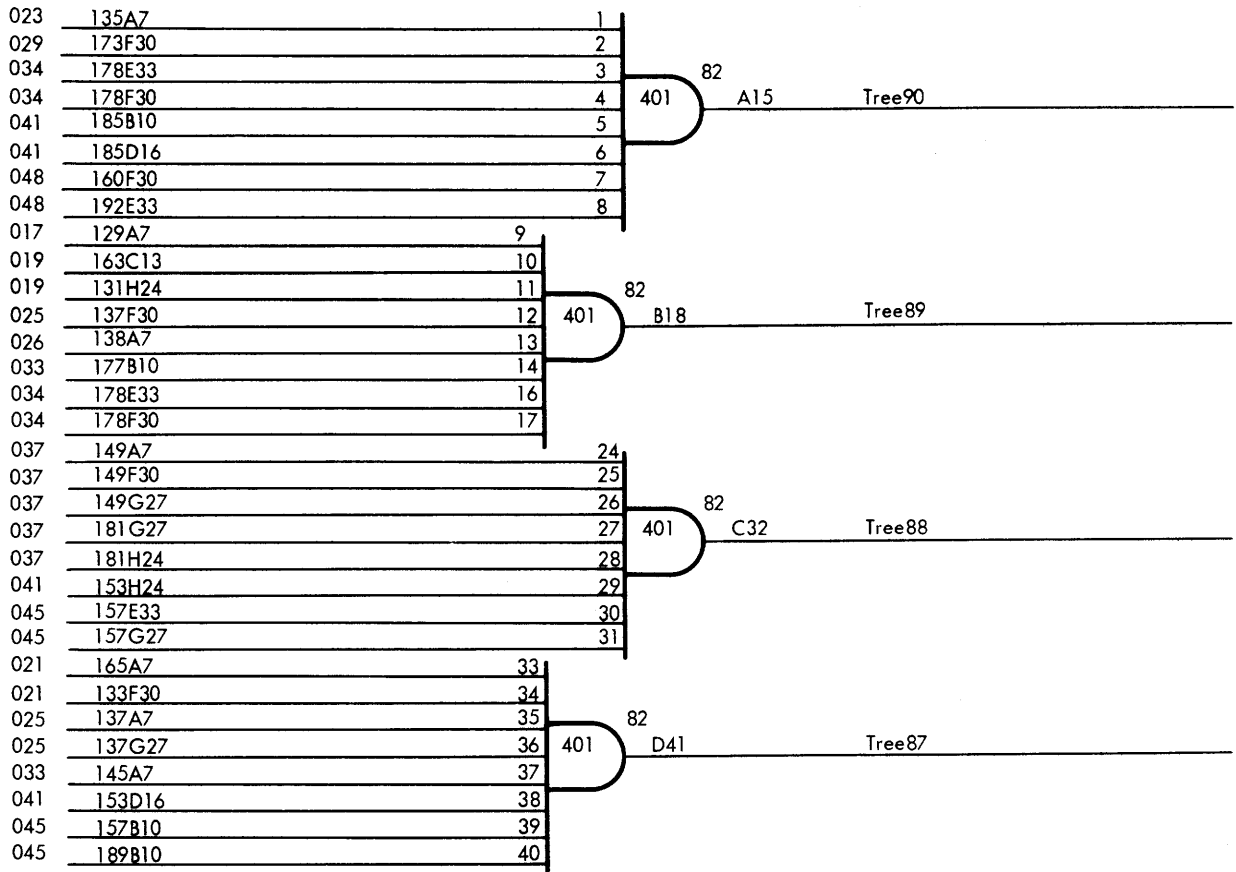 023 135A7 1
029 173F30 2 82
034 178E33 3
034 178F30 4 401 A15 Tree90
041 185B10 5
041 185D16 6
048 160F30 7
048 192E33 8
017 129A7 9
019 163C13 10
019 131H24 11 82
025 137F30 12 401 B18 Tree89
026 138A7 13
033 177B10 14
034 178E33 16
034 178F30 17
037 149A7 24
037 149F30 25
037 149G27 26 82
037 181G27 27 401 C32 Tree88
037 181H24 28
041 153H24 29
045 157E33 30
045 157G27 31
021 165A7 33
021 133F30 34
025 137A7 35 82
025 137G27 36 401 D41 Tree87
033 145A7 37
041 153D16 38
045 157B10 39
045 189B10 40